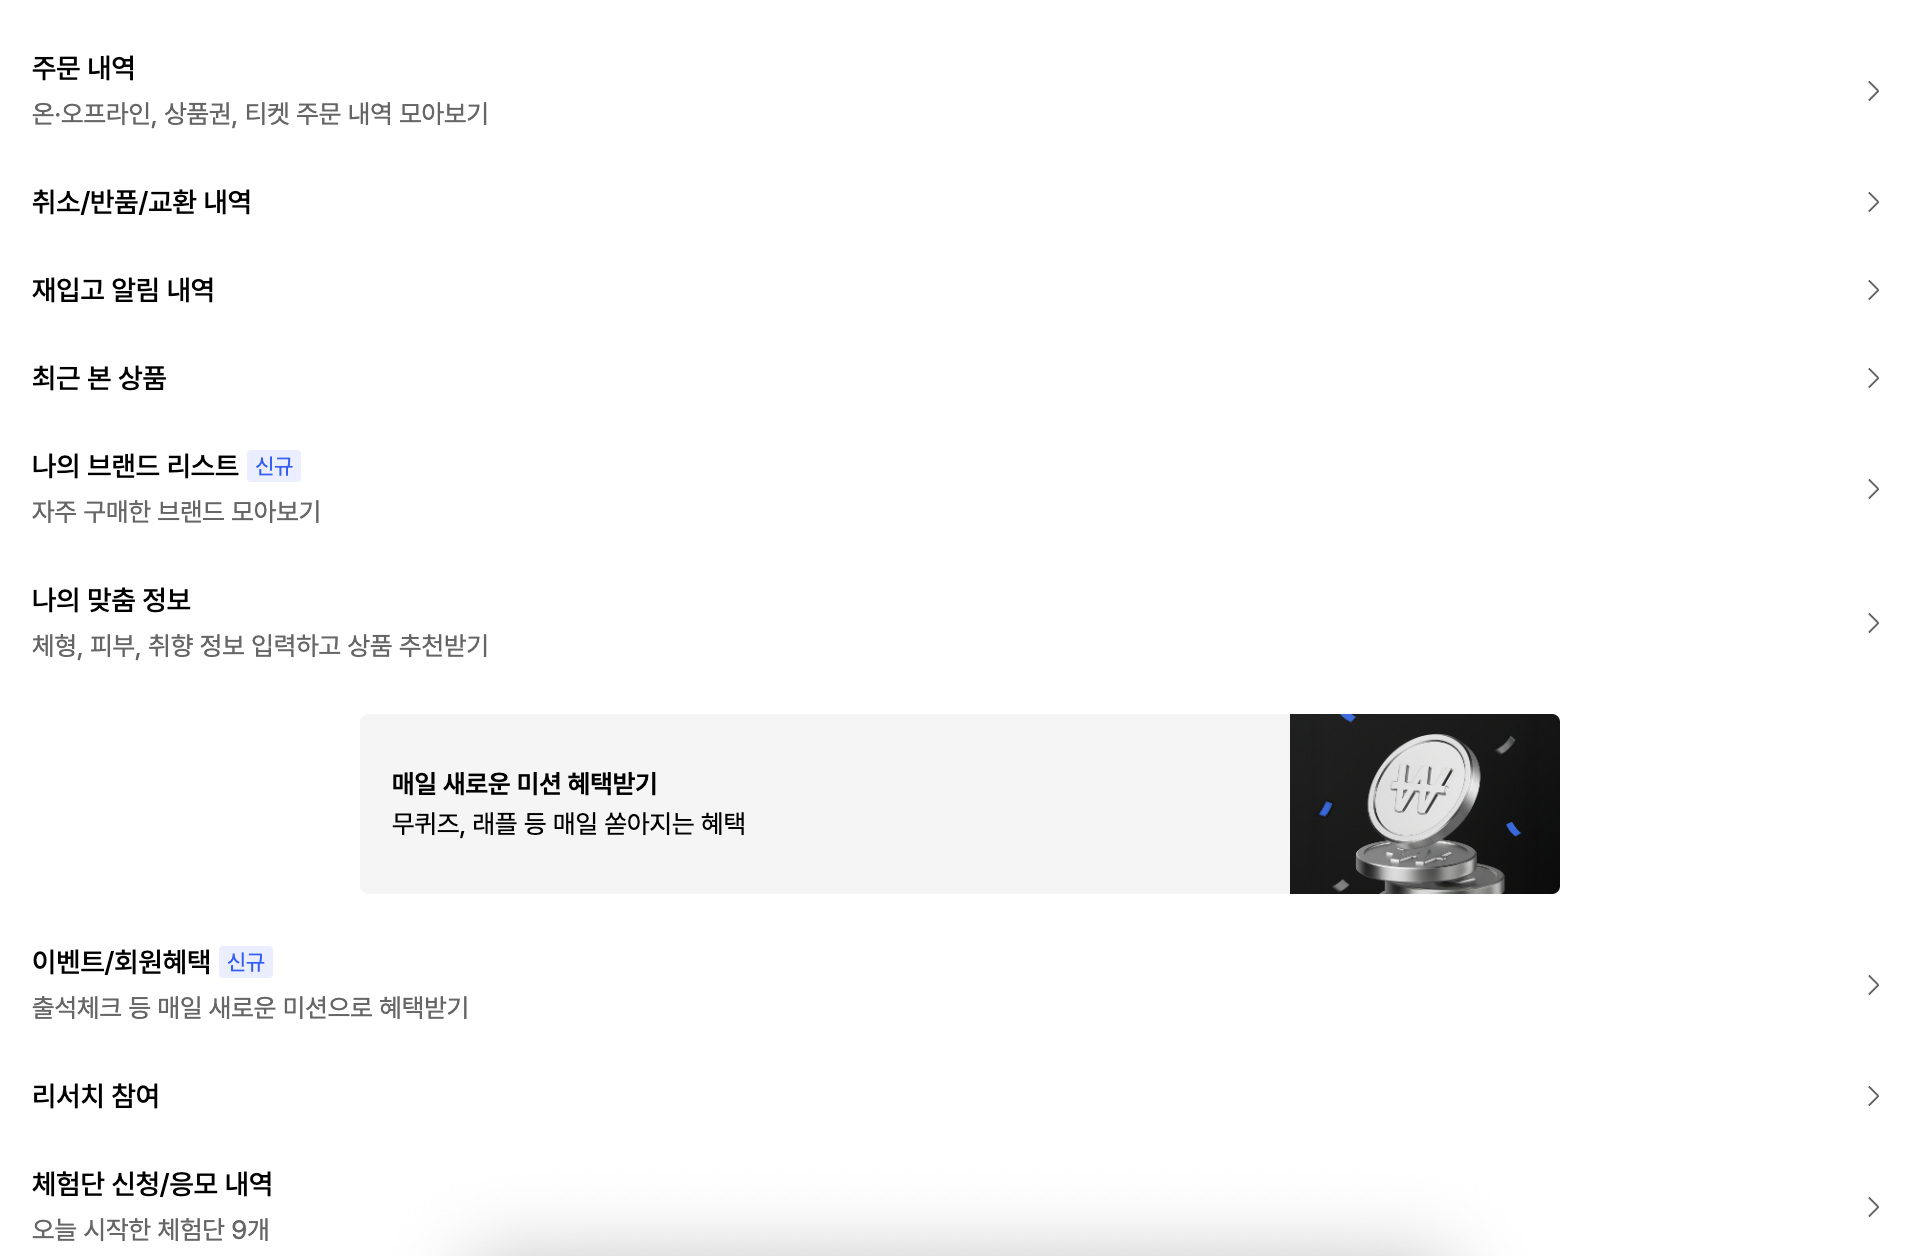 주문 내역
온·오프라인, 상품권, 티켓 주문 내역 모아보기
취소/반품/교환 내역
재입고 알림 내역
최근 본 상품
나의 브랜드 리스트 신규
자주 구매한 브랜드 모아보기
나의 맞춤 정보
체형, 피부, 취향 정보 입력하고 상품 추천받기
매일 새로운 미션 혜택받기
무퀴즈, 래플 등 매일 쏟아지는 혜택
이벤트/회원혜택 신규
출석체크 등 매일 새로운 미션으로 혜택받기
리서치 참여
체험단 신청/응모 내역
오늘 시작한 체험단 9개